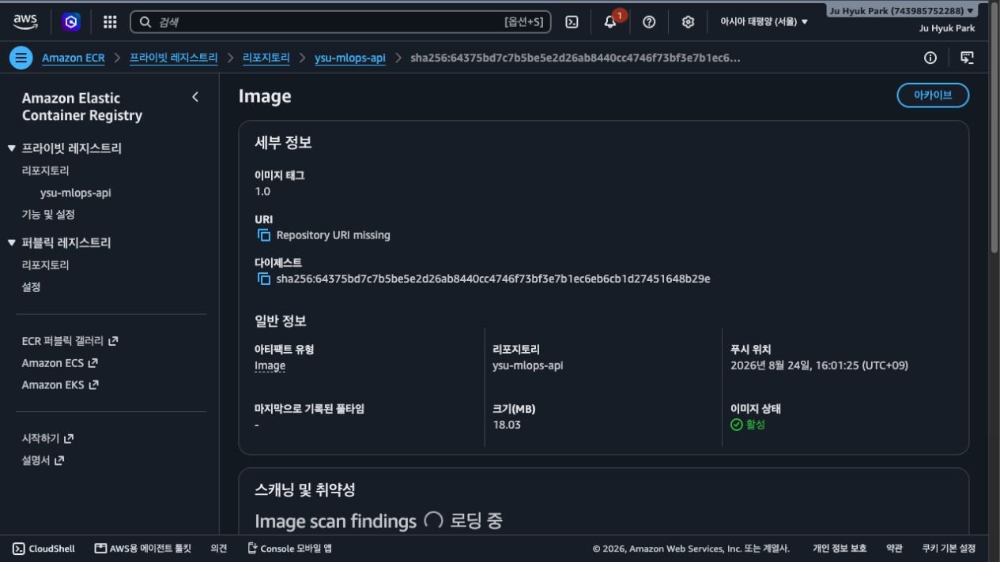 aws
검색
[옵션+S]
1
아시아 태평양 (서울) ▼
Ju Hyuk Park (743985752288) ▼
Ju Hyuk Park
Amazon ECR
프라이빗 레지스트리
리포지토리
ysu-mlops-api
sha256:64375bd7c7b5be5e2d26ab8440cc4746f73bf3e7b1ec6...
Amazon Elastic
Container Registry
프라이빗 레지스트리
리포지토리
ysu-mlops-api
기능 및 설정
퍼블릭 레지스트리
리포지토리
설정
ECR 퍼블릭 갤러리
Amazon ECS
Amazon EKS
시작하기
설명서
Image
아카이브
세부 정보
이미지 태그
1.0
URI
Repository URI missing
다이제스트
sha256:64375bd7c7b5be5e2d26ab8440cc4746f73bf3e7b1ec6eb6cb1d27451648b29e
일반 정보
아티팩트 유형
Image
리포지토리
ysu-mlops-api
푸시 위치
2026년 8월 24일, 16:01:25 (UTC+09)
마지막으로 기록된 풀타임
-
크기(MB)
18.03
이미지 상태
활성
스캐닝 및 취약성
Image scan findings 로딩 중
CloudShell
AWS용 에이전트 툴킷
의견
Console 모바일 앱
© 2026, Amazon Web Services, Inc. 또는 계열사.
개인 정보 보호
약관
쿠키 기본 설정